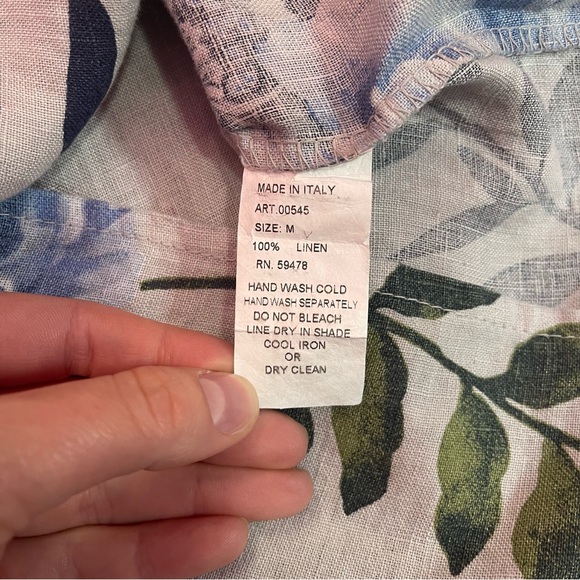 MADE IN ITALY
ART.00545
SIZE: M
100% LINEN
RN. 59478
HAND WASH COLD
HAND WASH SEPARATELY
DO NOT BLEACH
LINE DRY IN SHADE
COOL IRON
OR
DRY CLEAN